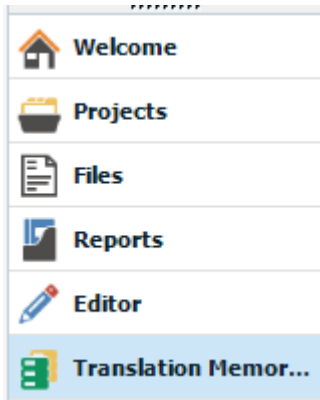 Welcome
Projects
Files
Reports
Editor
Translation Memor...